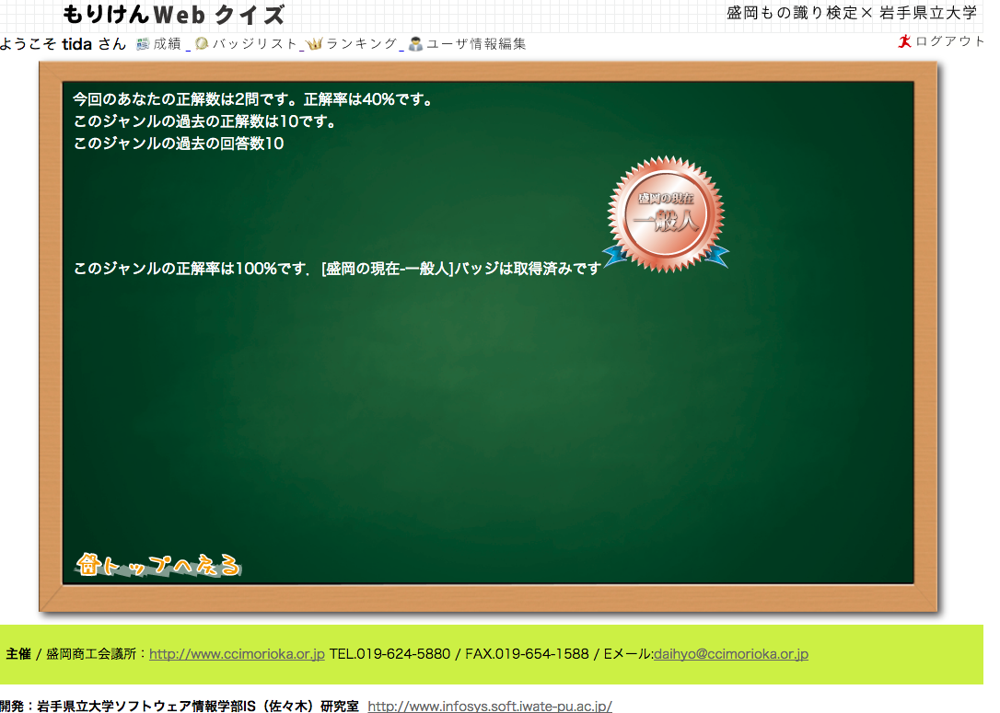 もりけんWeb クイズ
盛岡もの識り検定× 岩手県立大学
ようこそ tida さん 成績 _ バッジリスト_ ランキング_ ユーザ情報編集
ログアウト
今回のあなたの正解数は2問です。正解率は40%です。
このジャンルの過去の正解数は10です。
このジャンルの過去の回答数10
盛岡の現在
一般人
このジャンルの正解率は100%です．[盛岡の現在-一般人]バッジは取得済みです
トップへ戻る
主催 / 盛岡商工会議所：http://www.ccimorioka.or.jp TEL.019-624-5880 / FAX.019-654-1588 / Eメール:daihyo@ccimorioka.or.jp
開発：岩手県立大学ソフトウェア情報学部IS（佐々木）研究室 http://www.infosys.soft.iwate-pu.ac.jp/